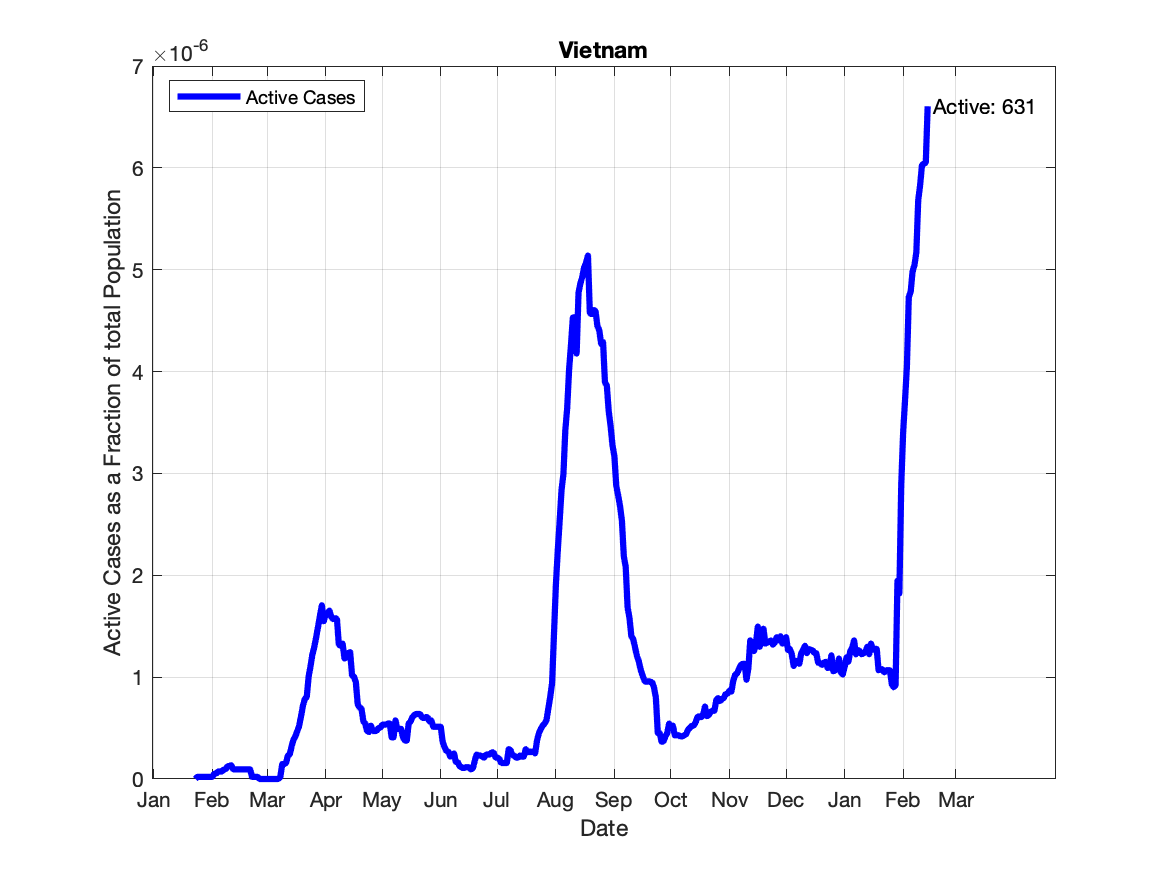 Vietnam
×10-6
7
6
5
4
3
2
1
0
Active Cases
Active: 631
Active Cases as a Fraction of total Population
Jan Feb Mar Apr May Jun Jul Aug Sep Oct Nov Dec Jan Feb Mar
Date